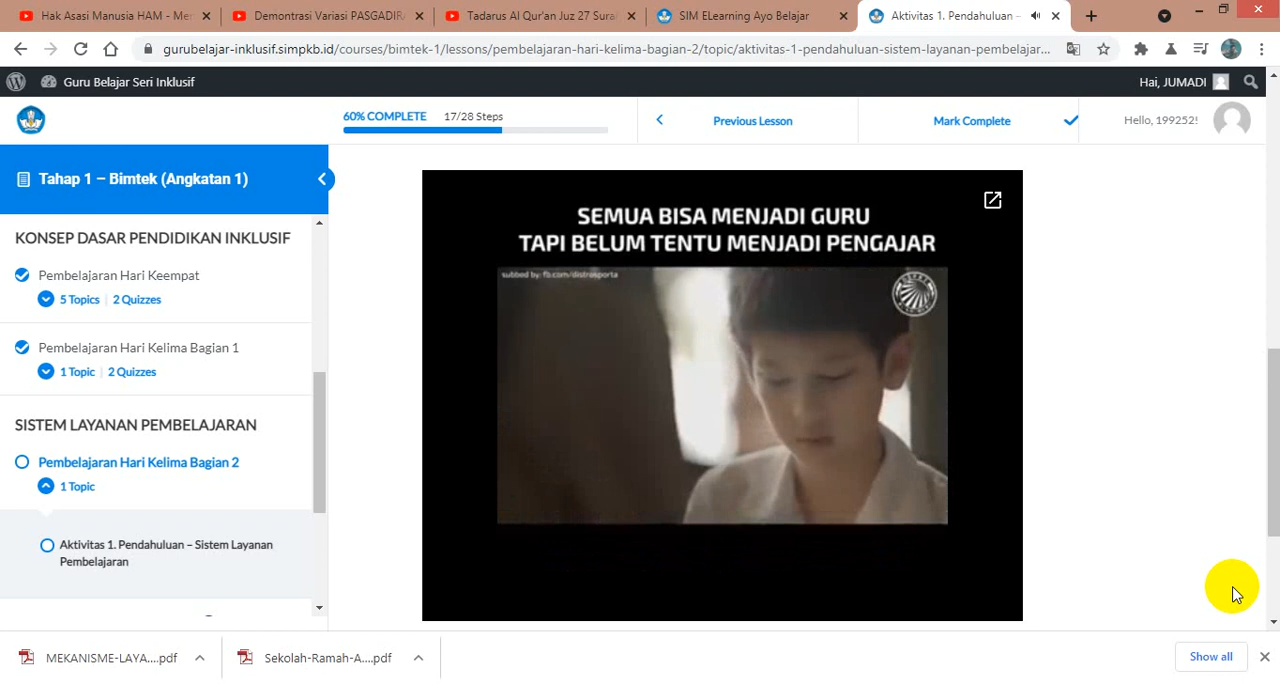 Hak Asasi Manusia HAM - Me
Demontrasi Variasi PASGADIR
Tadarus Al Qur'an Juz 27 Sura
SIM ELearning Ayo Belajar
Aktivitas 1. Pendahuluan –
gurubelajar-inklusif.simpkb.id/courses/bimtek-1/lessons/pembelajaran-hari-kelima-bagian-2/topic/aktivitas-1-pendahuluan-sistem-layanan-pembelajar...
Guru Belajar Seri Inklusif
Hai, JUMADI
60% COMPLETE 17/28 Steps
Previous Lesson
Mark Complete
Hello, 199252!
Tahap 1 – Bimtek (Angkatan 1)
KONSEP DASAR PENDIDIKAN INKLUSIF
Pembelajaran Hari Keempat
5 Topics | 2 Quizzes
Pembelajaran Hari Kelima Bagian 1
1 Topic | 2 Quizzes
SISTEM LAYANAN PEMBELAJARAN
Pembelajaran Hari Kelima Bagian 2
1 Topic
Aktivitas 1. Pendahuluan – Sistem Layanan
Pembelajaran
SEMUA BISA MENJADI GURU
TAPI BELUM TENTU MENJADI PENGAJAR
subbed by: fb.com/distrosporta
MEKANISME-LAYA....pdf
Sekolah-Ramah-A....pdf
Show all